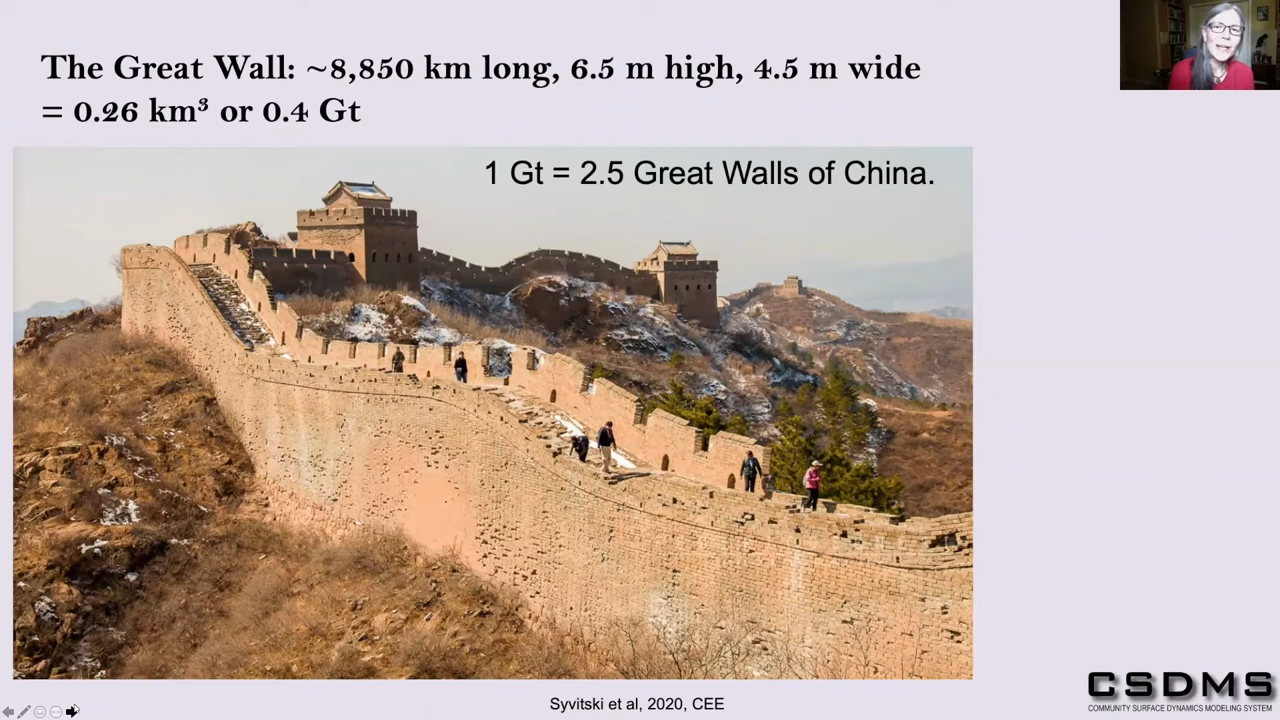 The Great Wall: ~8,850 km long, 6.5 m high, 4.5 m wide
= 0.26 km³ or 0.4 Gt
1 Gt = 2.5 Great Walls of China.
Syvitski et al, 2020, CEE
CSDMS
COMMUNITY SURFACE DYNAMICS MODELING SYSTEM